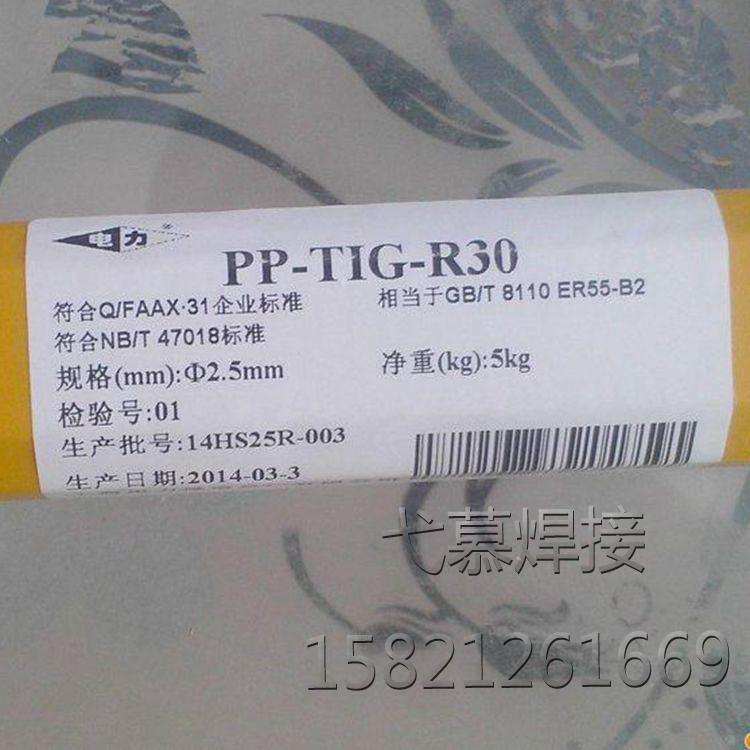 电力®
PP-TIG-R30
符合Q/FAAX·31企业标准 相当于GB/T 8110 ER55-B2
符合NB/T 47018标准
规格(mm):Φ2.5mm 净重(kg):5kg
检验号:01
生产批号:14HS25R-003
生产日期:2014-03-3
弋慕焊接
15821261669